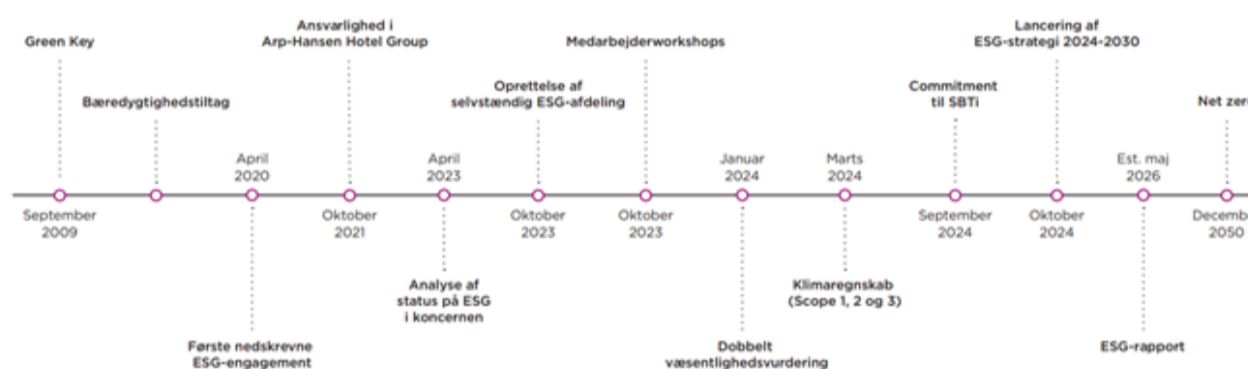 Green Key
September
2009
Bæredygtighedstiltag
April
2020
Første nedskrevne
ESG-engagement
Ansvarlighed i
Arp-Hansen Hotel Group
Oktober
2021
April
2023
Analyse af
status på ESG
i koncernen
Oprettelse af
selvstændig ESG-afdeling
Oktober
2023
Medarbejderworkshops
Oktober
2023
Januar
2024
Dobbelt
væsentlighedsvurdering
Marts
2024
Klimaregnskab
(Scope 1, 2 og 3)
Commitment
til SBTi
September
2024
Lancering af
ESG-strategi 2024-2030
Oktober
2024
Est. maj
2026
ESG-rapport
Net
2050